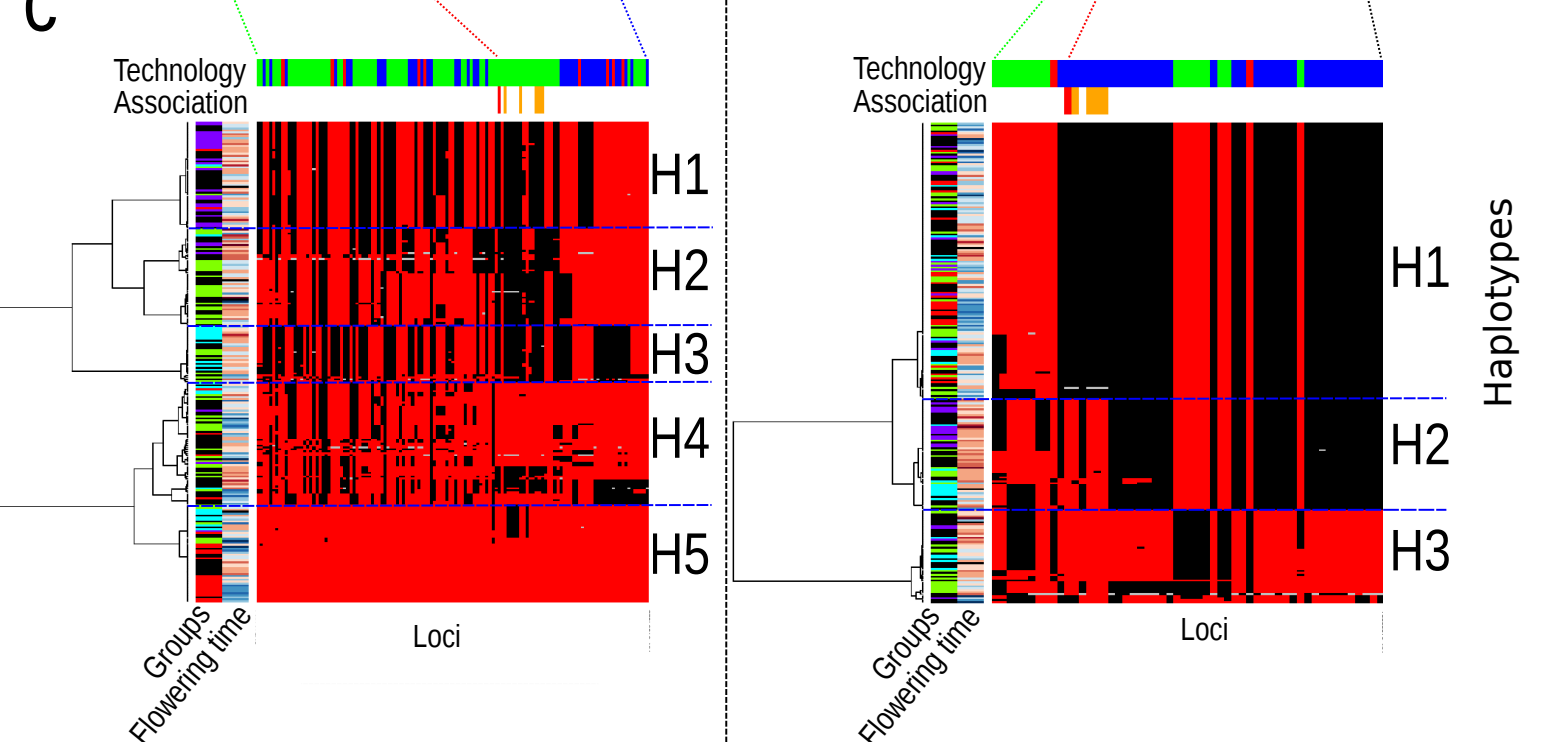 C
Technology
Association
H1
H2
H3
H4
H5
Groups
Flowering time
Loci
Technology
Association
H1
H2
H3
Haplotypes
Groups
Flowering time
Loci